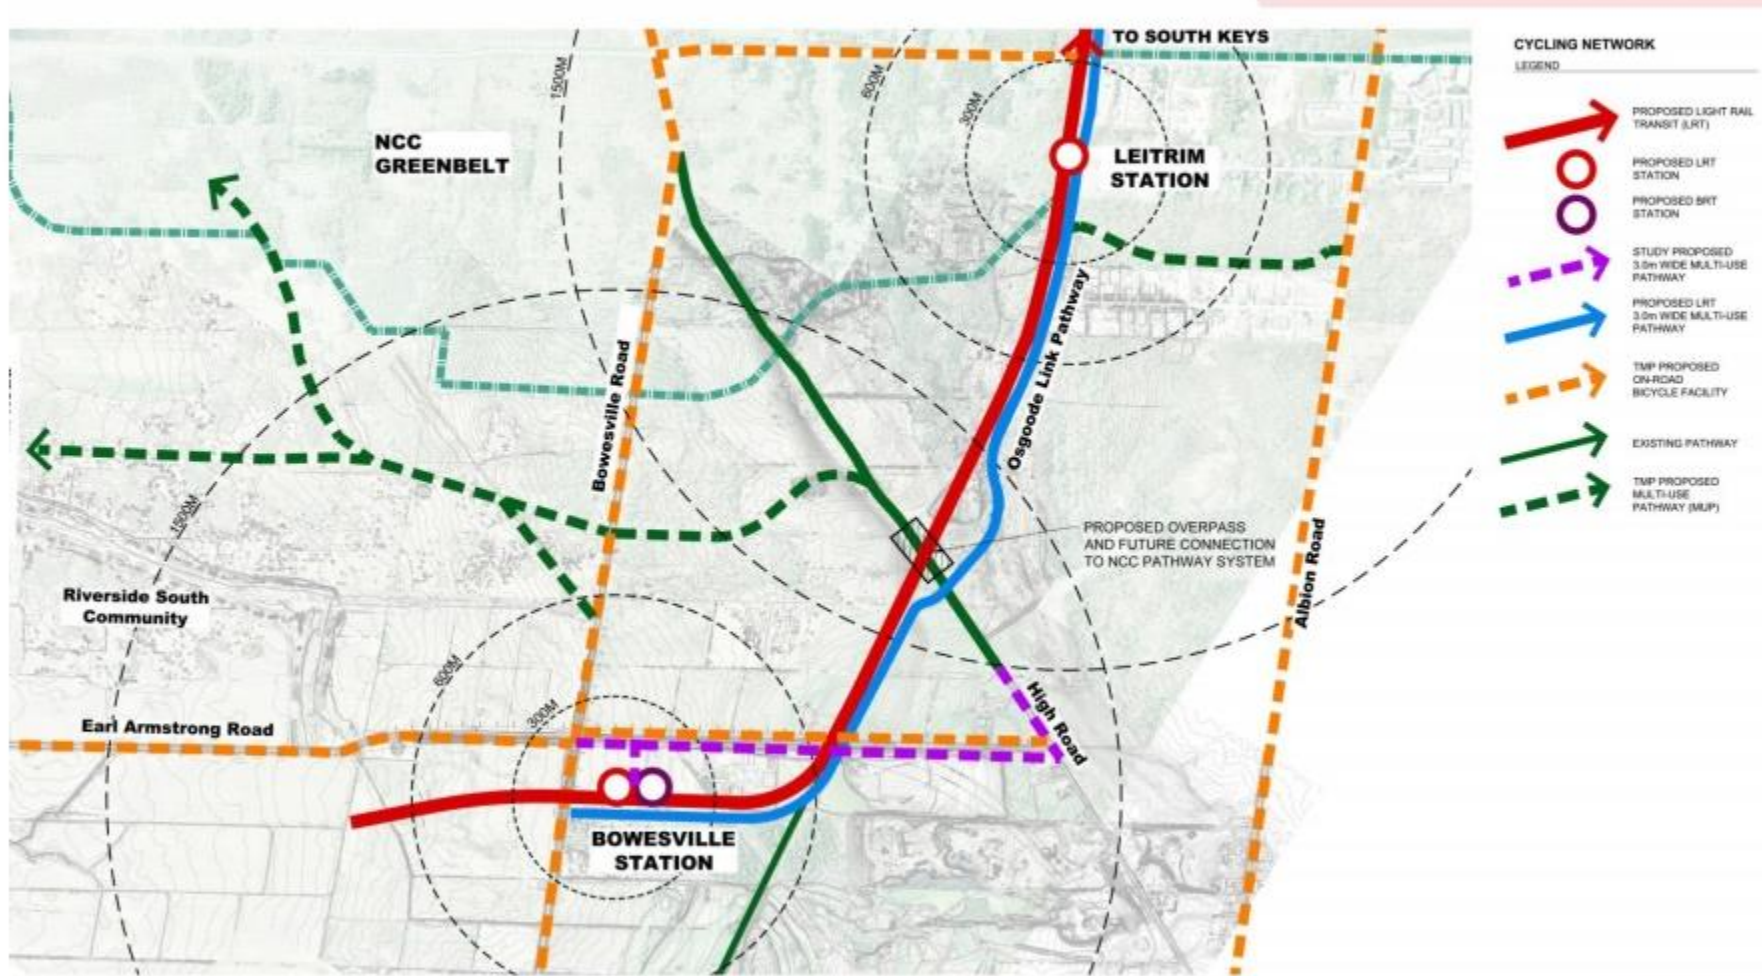 TO SOUTH KEYS
1500M
600M
300M
NCC
GREENBELT
LEITRIM
STATION
Bowesville Road
Osgoode Link Pathway
1500M
PROPOSED OVERPASS
AND FUTURE CONNECTION
TO NCC PATHWAY SYSTEM
Albion Road
Riverside South
Community
600M
300M
High Road
Earl Armstrong Road
BOWESVILLE
STATION
CYCLING NETWORK
LEGEND
PROPOSED LIGHT RAIL
TRANSIT (LRT)
PROPOSED LRT
STATION
PROPOSED BRT
STATION
STUDY PROPOSED
3.0m WIDE MULTI-USE
PATHWAY
PROPOSED LRT
3.0m WIDE MULTI-USE
PATHWAY
TMP PROPOSED
ON-ROAD
BICYCLE FACILITY
EXISTING PATHWAY
TMP PROPOSED
MULTI-USE
PATHWAY (MUP)